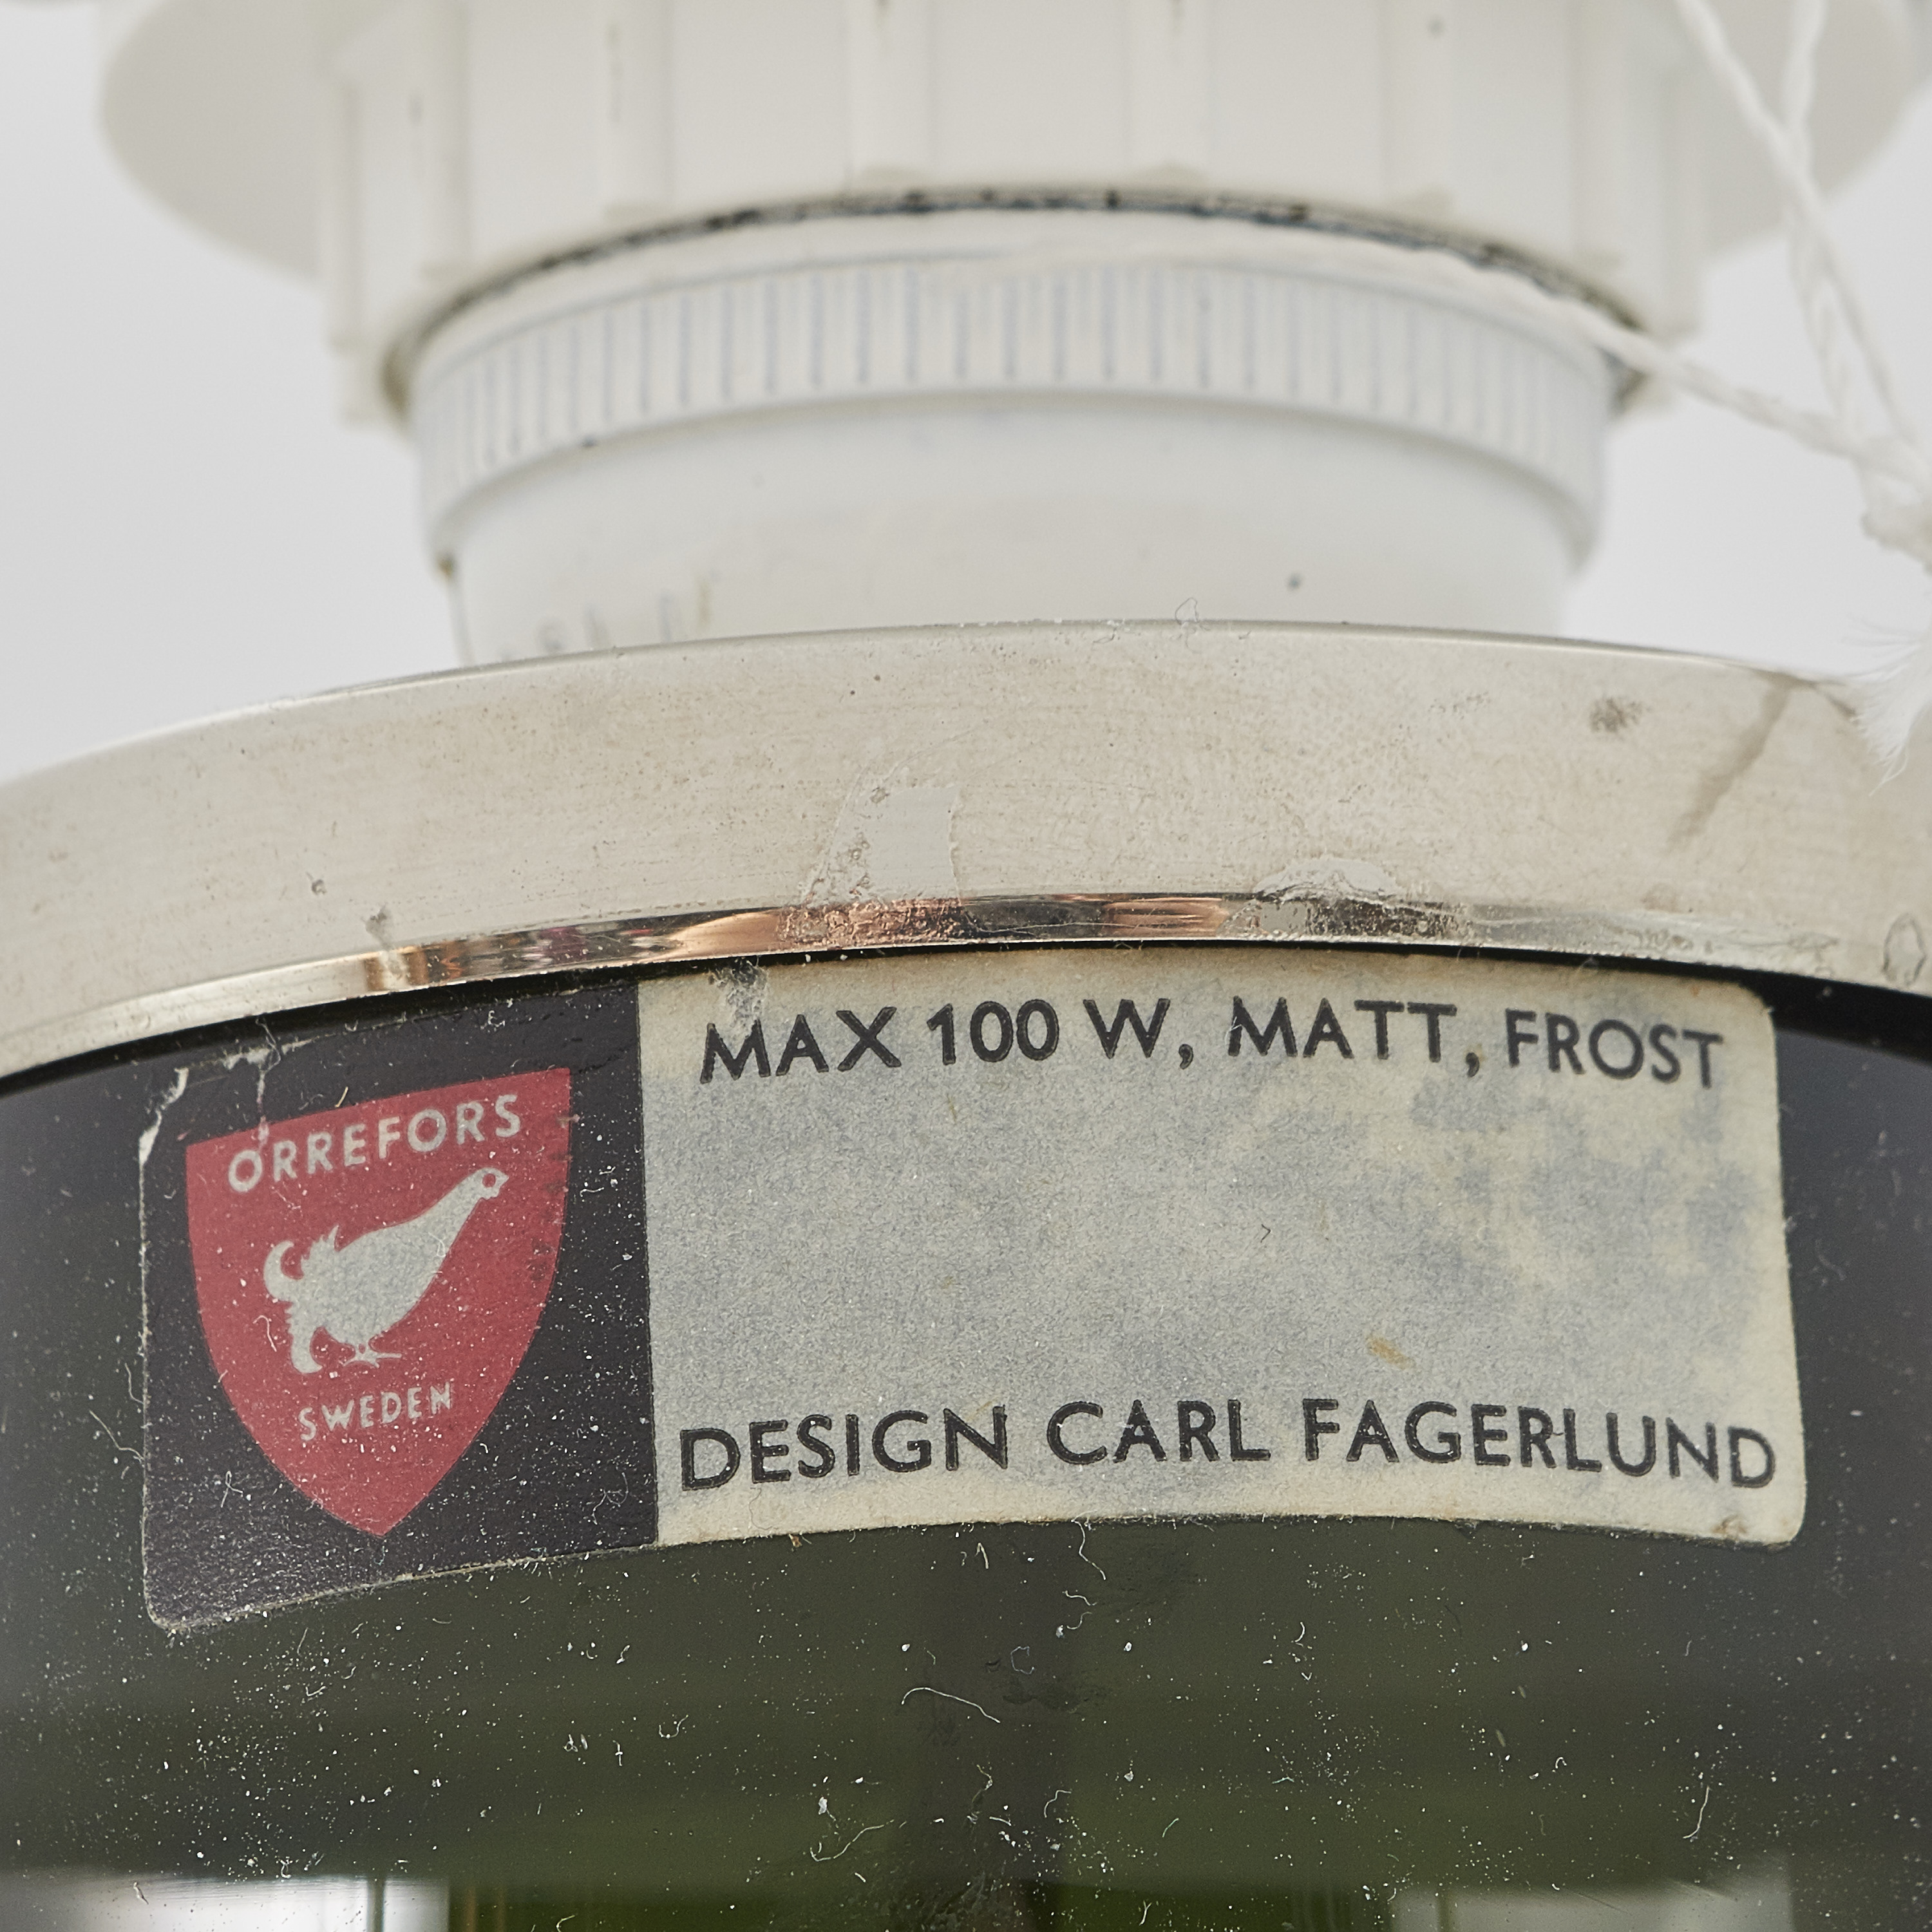 MAX 100 W, MATT, FROST
ORREFORS
SWEDEN
DESIGN CARL FAGERLUND